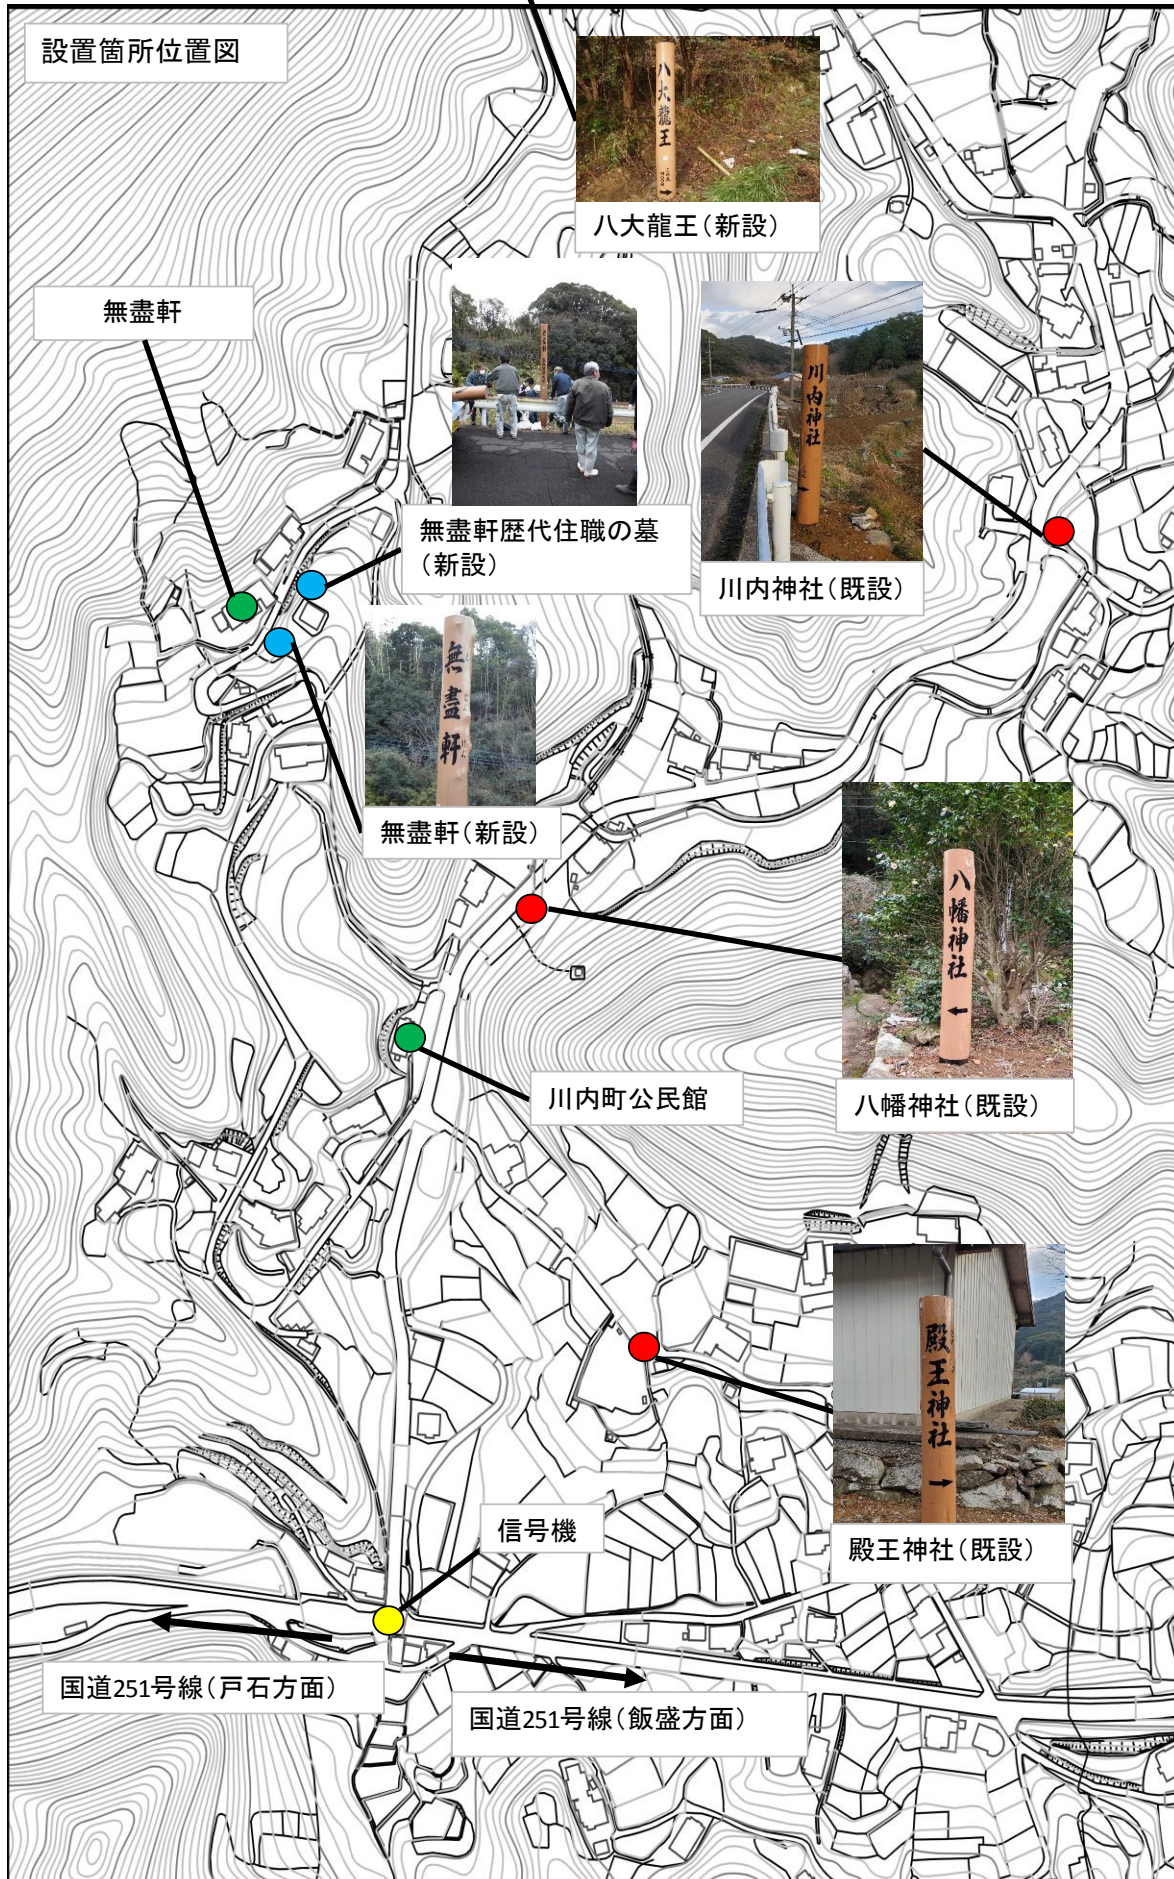 設置箇所位置図
八大龍王
八大龍王（新設）
無盡軒
川内神社
無盡軒歴代住職の墓
（新設）
川内神社（既設）
無盡軒
無盡軒（新設）
八幡神社
川内町公民館
八幡神社（既設）
殿王神社
信号機
殿王神社（既設）
国道251号線（戸石方面）
国道251号線（飯盛方面）